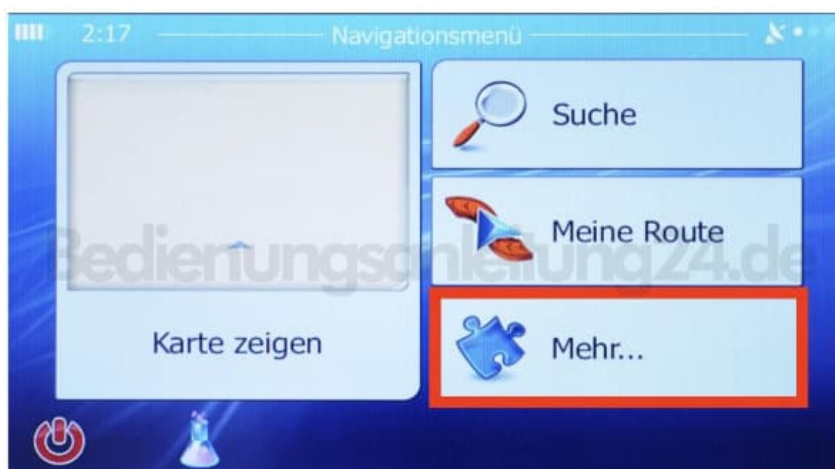 2:17
Navigationsmenü
Suche
Meine Route
Bedienungsanleitung24.de
Karte zeigen
Mehr...